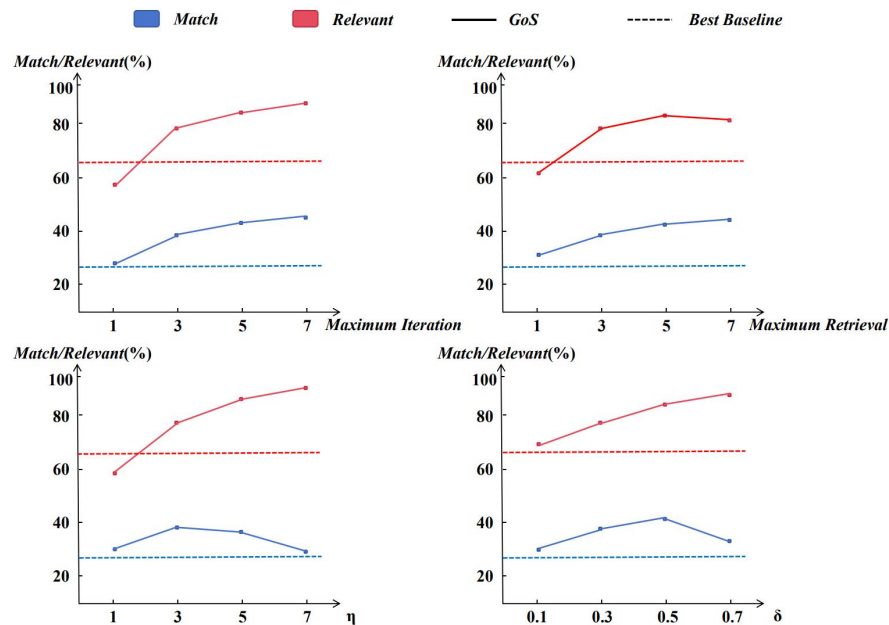 Match Relevant GoS Best Baseline
Match/Relevant(%)
100
80
60
40
20
1 3 5 7 Maximum Iteration
Match/Relevant(%)
100
80
60
40
20
1 3 5 7 Maximum Retrieval
Match/Relevant(%)
100
80
60
40
20
1 3 5 7 η
Match/Relevant(%)
100
80
60
40
20
0.1 0.3 0.5 0.7 δ